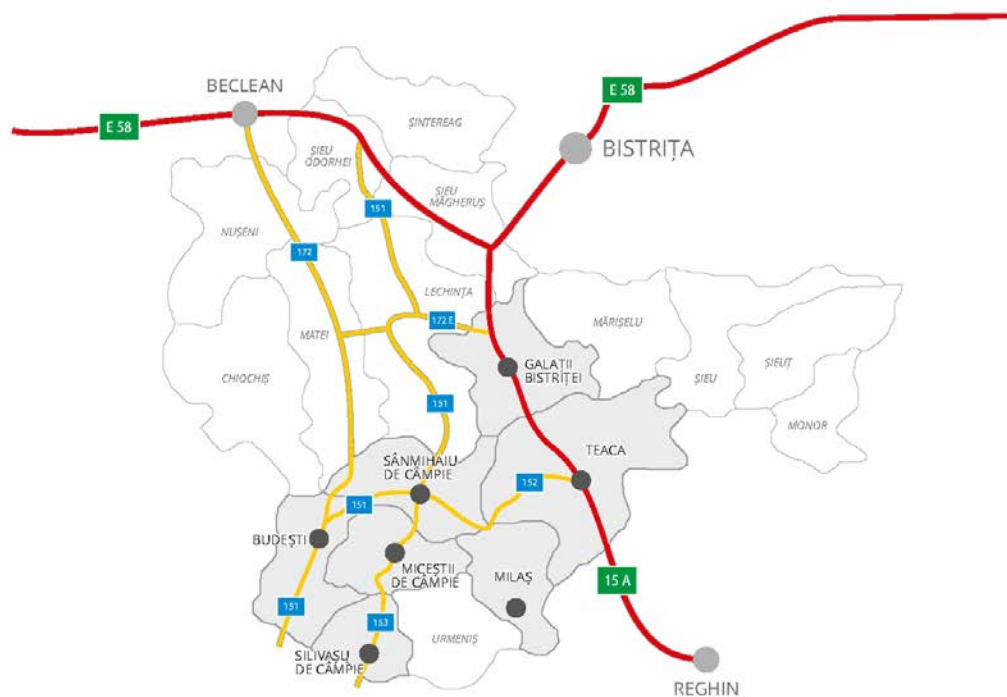 BECLEAN
E 58
E 58
ȘINTEREAG
BISTRIȚA
ȘIEU
ODORHEI
ȘIEU
MĂGHERUȘ
151
NUȘENI
172
LECHINȚA
172 E
MATEI
MĂRIȘELU
GALAȚII
BISTRIȚEI
CHIOCHIȘ
ȘIEU
ȘIEUȚ
151
MONOR
SÂNMIHAIU
DE CÂMPIE
TEACA
152
151
BUDEȘTI
MICEȘTII
DE CÂMPIE
MILAȘ
15 A
151
153
URMENIȘ
SILIVAȘU
DE CÂMPIE
REGHIN